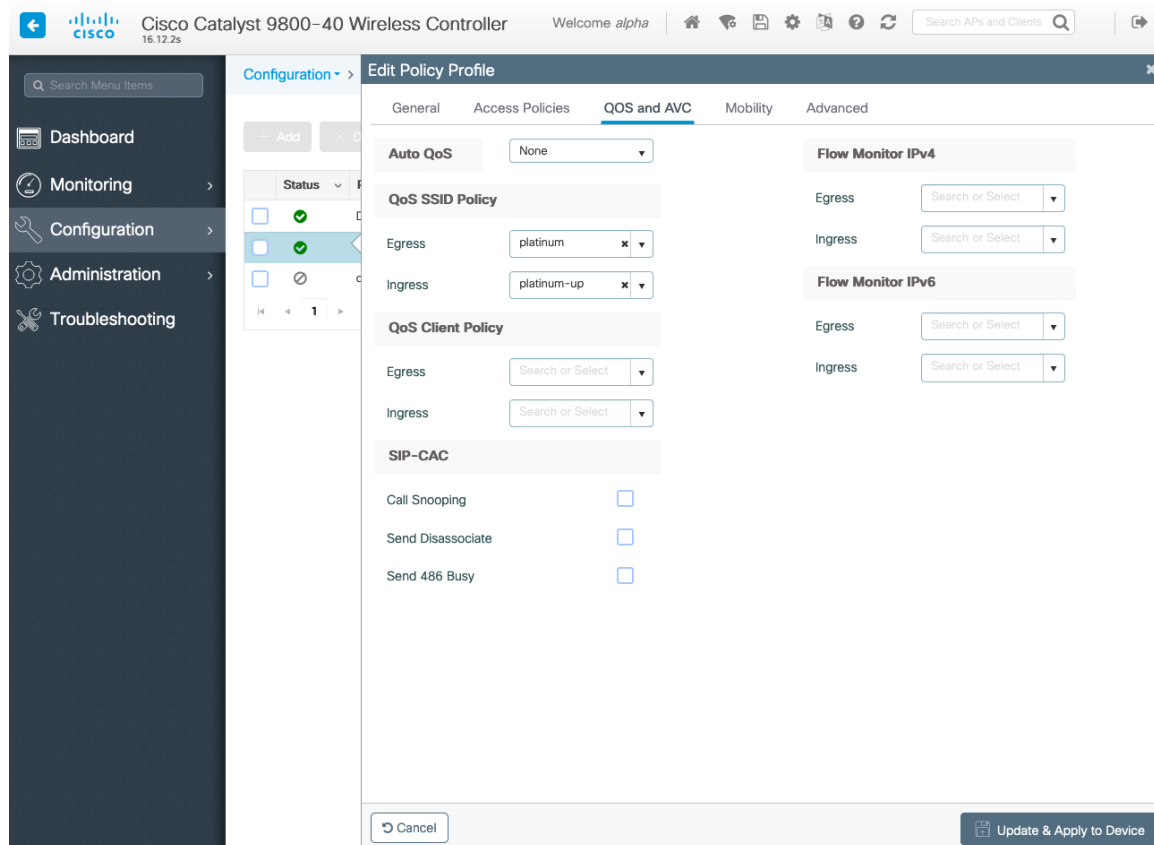 cisco
Cisco Catalyst 9800-40 Wireless Controller
16.12.2s
Welcome alpha
Search APs and Clients
Search Menu Items
Dashboard
Monitoring
Configuration
Administration
Troubleshooting
Configuration >
+ Add
× D
Status
1
Edit Policy Profile
General Access Policies QOS and AVC Mobility Advanced
Auto QoS None
QoS SSID Policy
Egress platinum
Ingress platinum-up
QoS Client Policy
Egress Search or Select
Ingress Search or Select
SIP-CAC
Call Snooping
Send Disassociate
Send 486 Busy
Flow Monitor IPv4
Egress Search or Select
Ingress Search or Select
Flow Monitor IPv6
Egress Search or Select
Ingress Search or Select
Cancel
Update & Apply to Device